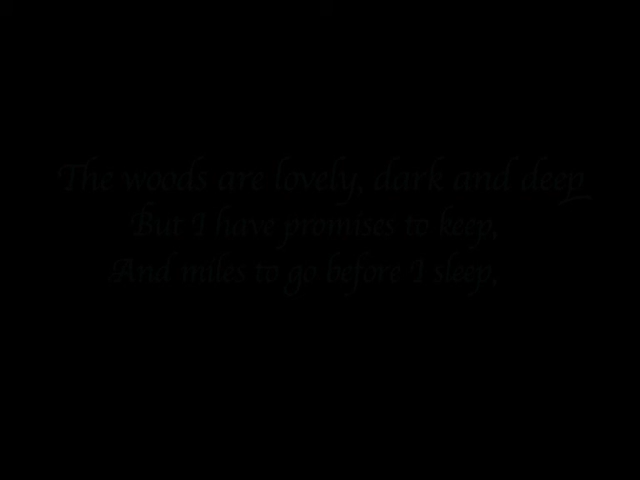 The woods are lovely, dark and deep
But I have promises to keep,
And miles to go before I sleep,